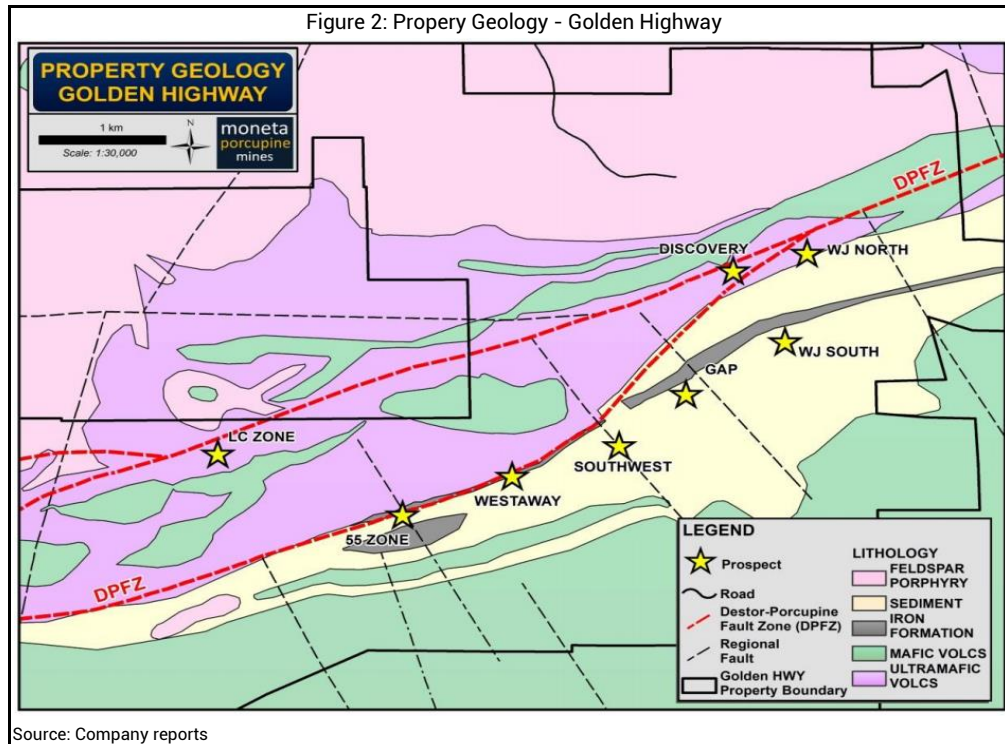 Figure 2: Propery Geology - Golden Highway
PROPERTY GEOLOGY
GOLDEN HIGHWAY
1 km
Scale: 1:30,000
N
moneta
porcupine
mines
DPFZ
DISCOVERY
WJ NORTH
WJ SOUTH
GAP
LC ZONE
SOUTHWEST
WESTAWAY
55 ZONE
DPFZ
LEGEND
Prospect
Road
Destor-Porcupine
Fault Zone (DPFZ)
Regional
Fault
Golden HWY
Property Boundary
LITHOLOGY
FELDSPAR
PORPHYRY
SEDIMENT
IRON
FORMATION
MAFIC VOLCS
ULTRAMAFIC
VOLCS
Source: Company reports